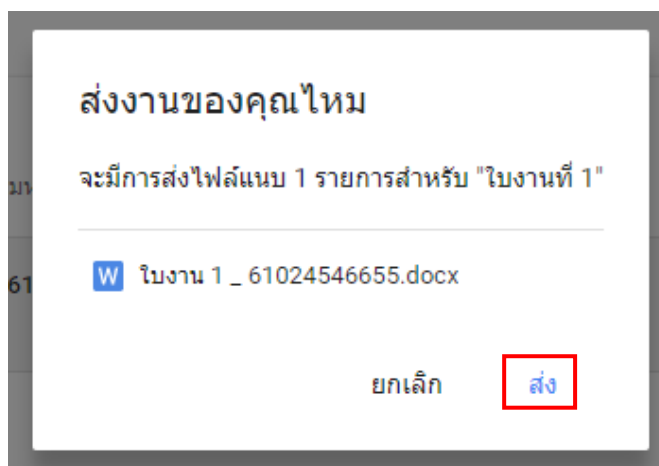 ส่งงานของคุณไหม
จะมีการส่งไฟล์แนบ 1 รายการสำหรับ "ใบงานที่ 1"
W ใบงาน 1 _ 61024546655.docx
61
ยกเลิก ส่ง